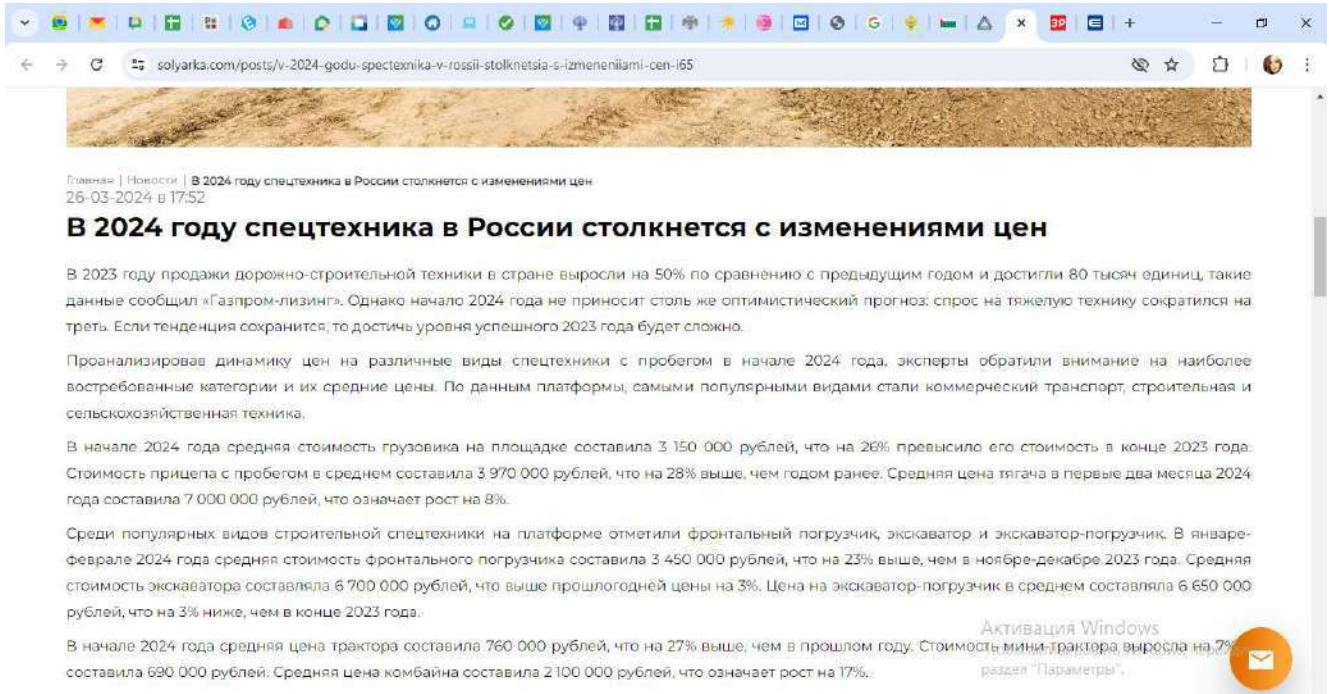 solyarka.com/posts/v-2024-godu-spectexnika-v-rossii-stolknetsia-s-izmeneniiami-cen-i65
Главная | Новости | В 2024 году спецтехника в России столкнется с изменениями цен
26-03-2024 в 17:52
В 2024 году спецтехника в России столкнется с изменениями цен
В 2023 году продажи дорожно-строительной техники в стране выросли на 50% по сравнению с предыдущим годом и достигли 80 тысяч единиц, такие
данные сообщил «Газпром-лизинг». Однако начало 2024 года не приносит столь же оптимистический прогноз: спрос на тяжелую технику сократился на
треть. Если тенденция сохранится, то достичь уровня успешного 2023 года будет сложно.
Проанализировав динамику цен на различные виды спецтехники с пробегом в начале 2024 года, эксперты обратили внимание на наиболее
востребованные категории и их средние цены. По данным платформы, самыми популярными видами стали коммерческий транспорт, строительная и
сельскохозяйственная техника.
В начале 2024 года средняя стоимость грузовика на площадке составила 3 150 000 рублей, что на 26% превысило его стоимость в конце 2023 года.
Стоимость прицепа с пробегом в среднем составила 3 970 000 рублей, что на 28% выше, чем годом ранее. Средняя цена тягача в первые два месяца 2024
года составила 7 000 000 рублей, что означает рост на 8%.
Среди популярных видов строительной спецтехники на платформе отметили фронтальный погрузчик, экскаватор и экскаватор-погрузчик. В январе-
феврале 2024 года средняя стоимость фронтального погрузчика составила 3 450 000 рублей, что на 23% выше, чем в ноябре-декабре 2023 года. Средняя
стоимость экскаватора составляла 6 700 000 рублей, что выше прошлогодней цены на 3%. Цена на экскаватор-погрузчик в среднем составляла 6 650 000
рублей, что на 3% ниже, чем в конце 2023 года.
Активация Windows
В начале 2024 года средняя цена трактора составила 760 000 рублей, что на 27% выше, чем в прошлом году. Стоимость мини-трактора выросла на 7%
составила 690 000 рублей. Средняя цена комбайна составила 2 100 000 рублей, что означает рост на 17%.
раздел "Параметры".